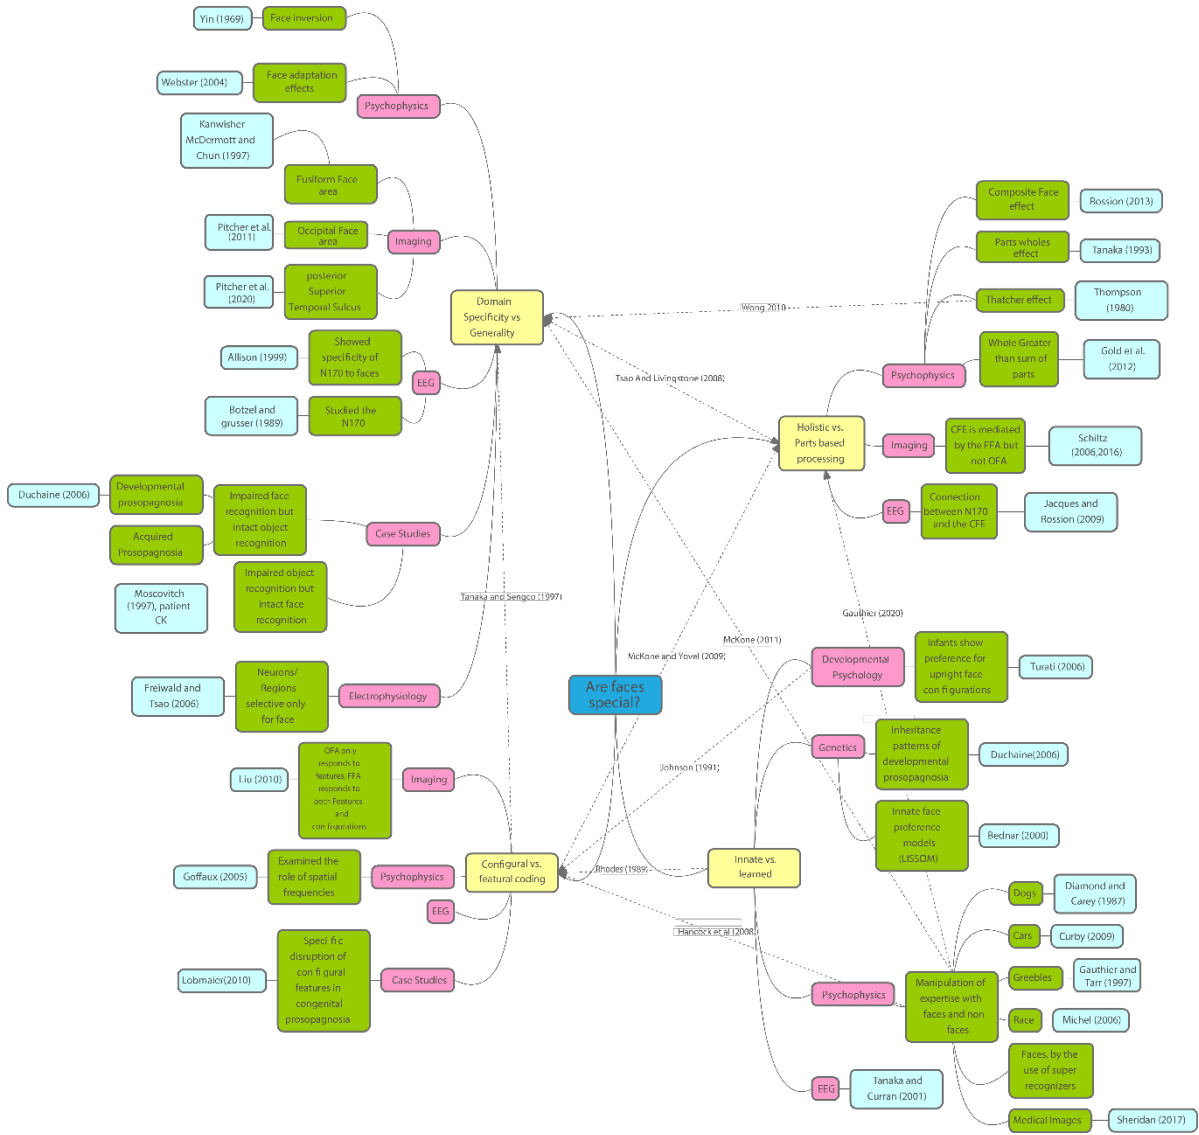 Yin (1969)
Face inversion
Webster (2004)
Face adaptation
effects
Psychophysics
Kanwisher
McDermott and
Chun (1997)
Fusiform Face
area
Pitcher et al.
(2011)
Occipital Face
area
Imaging
Pitcher et al.
(2020)
posterior
Superior
Temporal Sulcus
Domain
Specificity vs
Generality
Allison (1999)
Showed
specificity of
N170 to faces
EEG
Botzel and
grusser (1989)
Studied the
N170
Duchaine (2006)
Developmental
prosopagnosia
Acquired
Prosopagnosia
Impaired face
recognition but
intact object
recognition
Case Studies
Moscovitch
(1997), patient
CK
Impaired object
recognition but
intact face
recognition
Freiwald and
Tsao (2006)
Neurons/
Regions
selective only
for face
Electrophysiology
Liu (2010)
OFA only
responds to
features, FFA
responds to
both Features
and
configurations
Imaging
Goffaux (2005)
Examined the
role of spatial
frequencies
Psychophysics
Configural vs.
featural coding
EEG
Lobmaier(2010)
Specific
disruption of
configural
features in
congenital
prosopagnosia
Case Studies
Are faces
special?
Wong 2010
Tsao And Livingstone (2008)
Tanaka and Sengco (1997)
McKone (2011)
McKone and Yovel (2009)
Gauthier (2020)
Johnson (1991)
Rhodes (1989)
Hancock et al (2008
Composite Face
effect
Rossion (2013)
Parts wholes
effect
Tanaka (1993)
Thatcher effect
Thompson
(1980)
Whole Greater
than sum of
parts
Gold et al.
(2012)
Psychophysics
Holistic vs.
Parts based
processing
Imaging
CFE is mediated
by the FFA but
not OFA
Schiltz
(2006,2016)
EEG
Connection
between N170
and the CFE
Jacques and
Rossion (2009)
Developmental
Psychology
Infants show
preference for
upright face
configurations
Turati (2006)
Genetics
Inheritance
patterns of
developmental
prosopagnosia
Duchaine(2006)
Innate face
preference
models
(LISSOM)
Bednar (2000)
Innate vs.
learned
Dogs
Diamond and
Carey (1987)
Cars
Curby (2009)
Greebles
Gauthier and
Tarr (1997)
Psychophysics
Manipulation of
expertise with
faces and non
faces
Race
Michel (2006)
Faces, by the
use of super
recognizers
EEG
Tanaka and
Curran (2001)
Medical Images
Sheridan (2017)